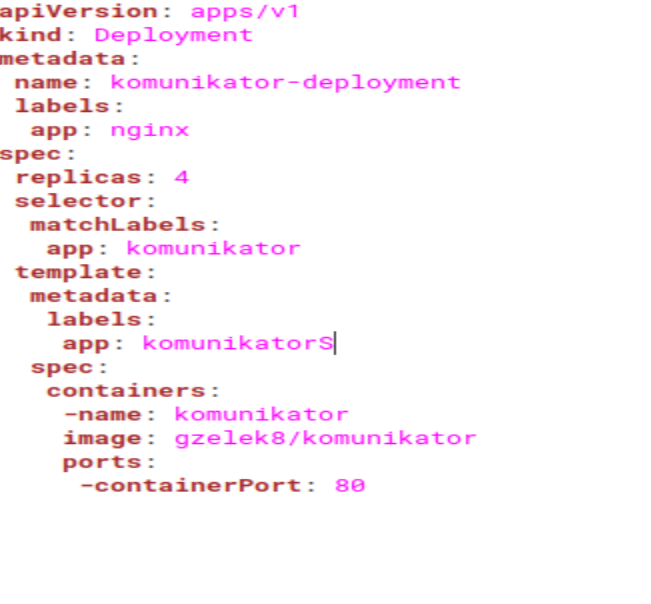 apiVersion: apps/v1
kind: Deployment
metadata:
 name: komunikator-deployment
 labels:
  app: nginx
spec:
 replicas: 4
 selector:
  matchLabels:
   app: komunikator
 template:
  metadata:
   labels:
    app: komunikatorS
  spec:
   containers:
    -name: komunikator
    image: gzelek8/komunikator
    ports:
     -containerPort: 80